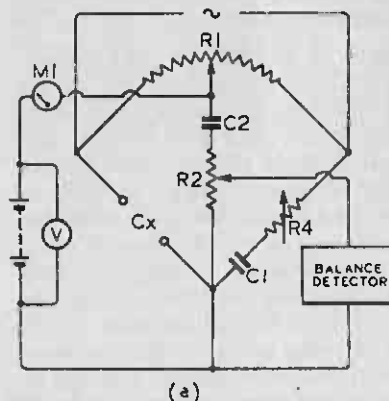 ~
R1
M1
C2
R2
V
Cx
R4
C1
BALANCE
DETECTOR
(a)